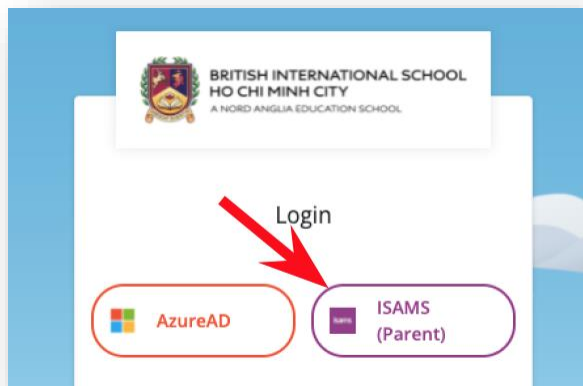 BRITISH INTERNATIONAL SCHOOL
HO CHI MINH CITY
A NORD ANGLIA EDUCATION SCHOOL
Login
AzureAD
ISAMS
(Parent)